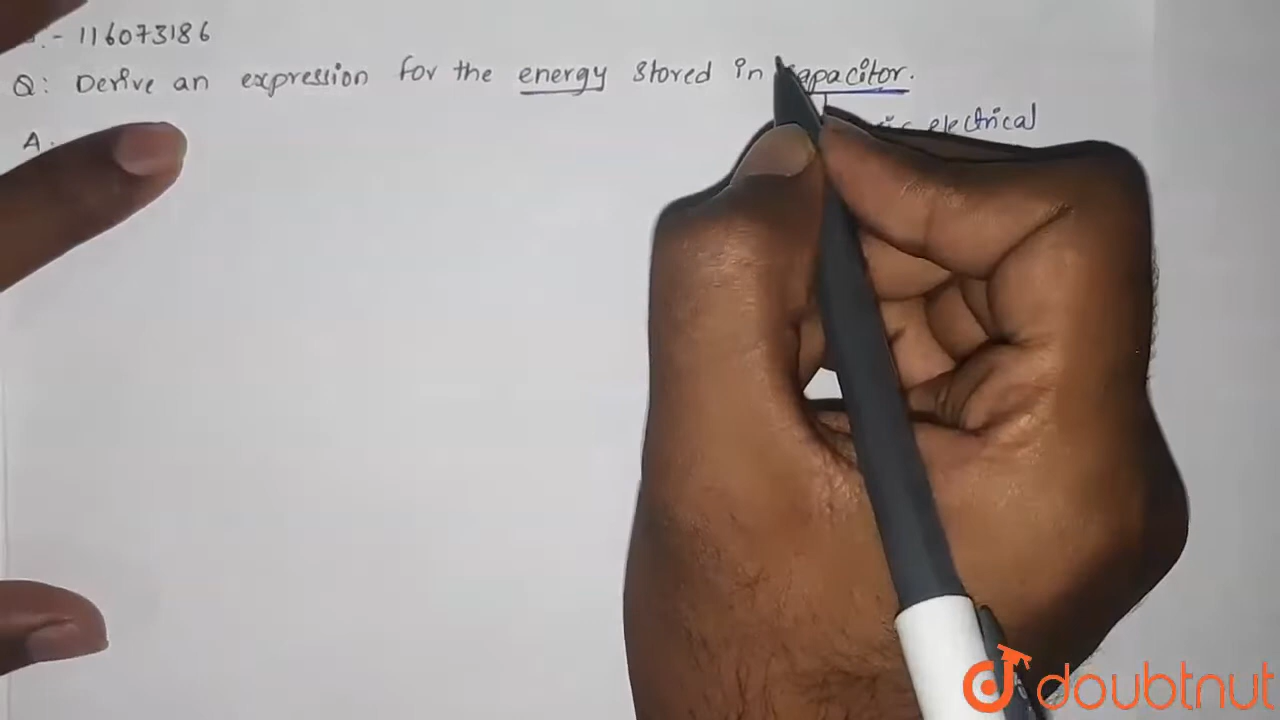 :- 116073186
Q: Derive an expression for the energy stored in capacitor.
electrical
A.
doubtnut